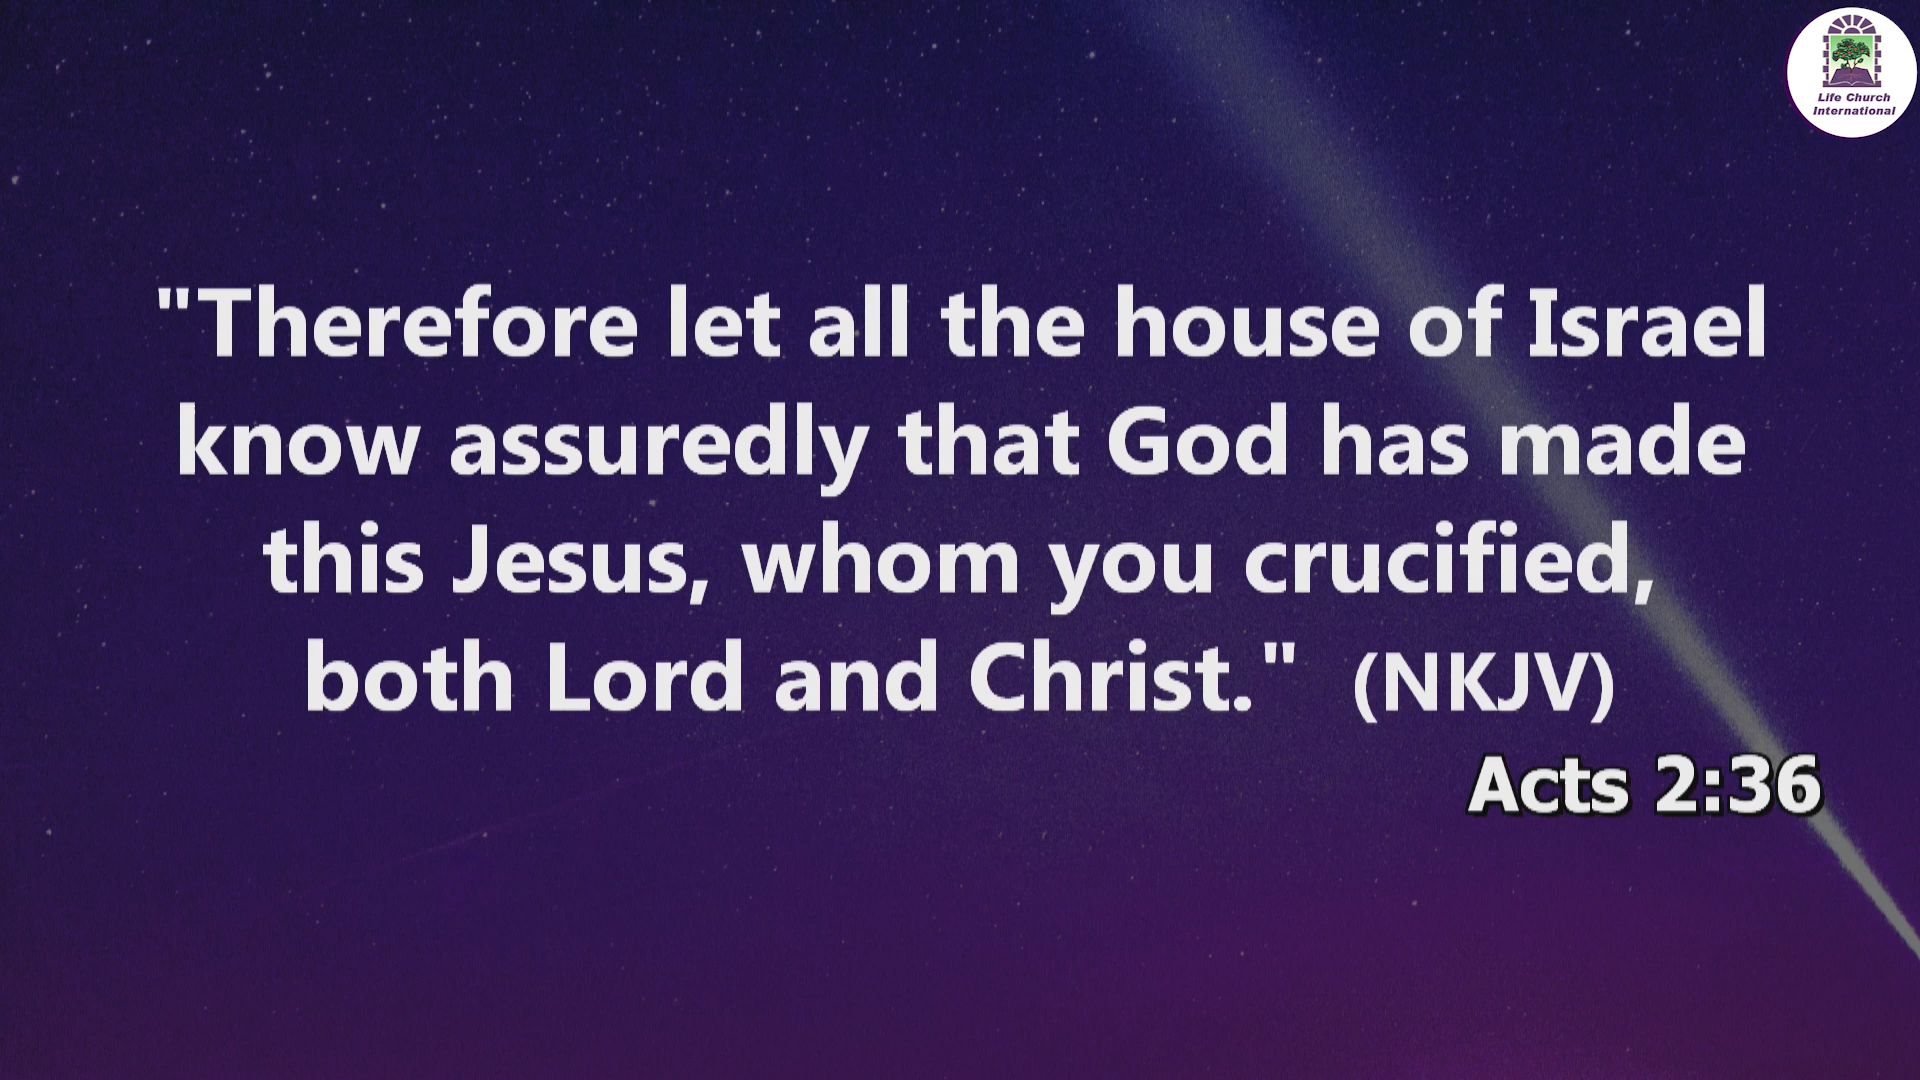 Life Church
International
"Therefore let all the house of Israel
know assuredly that God has made
this Jesus, whom you crucified,
both Lord and Christ." (NKJV)
Acts 2:36